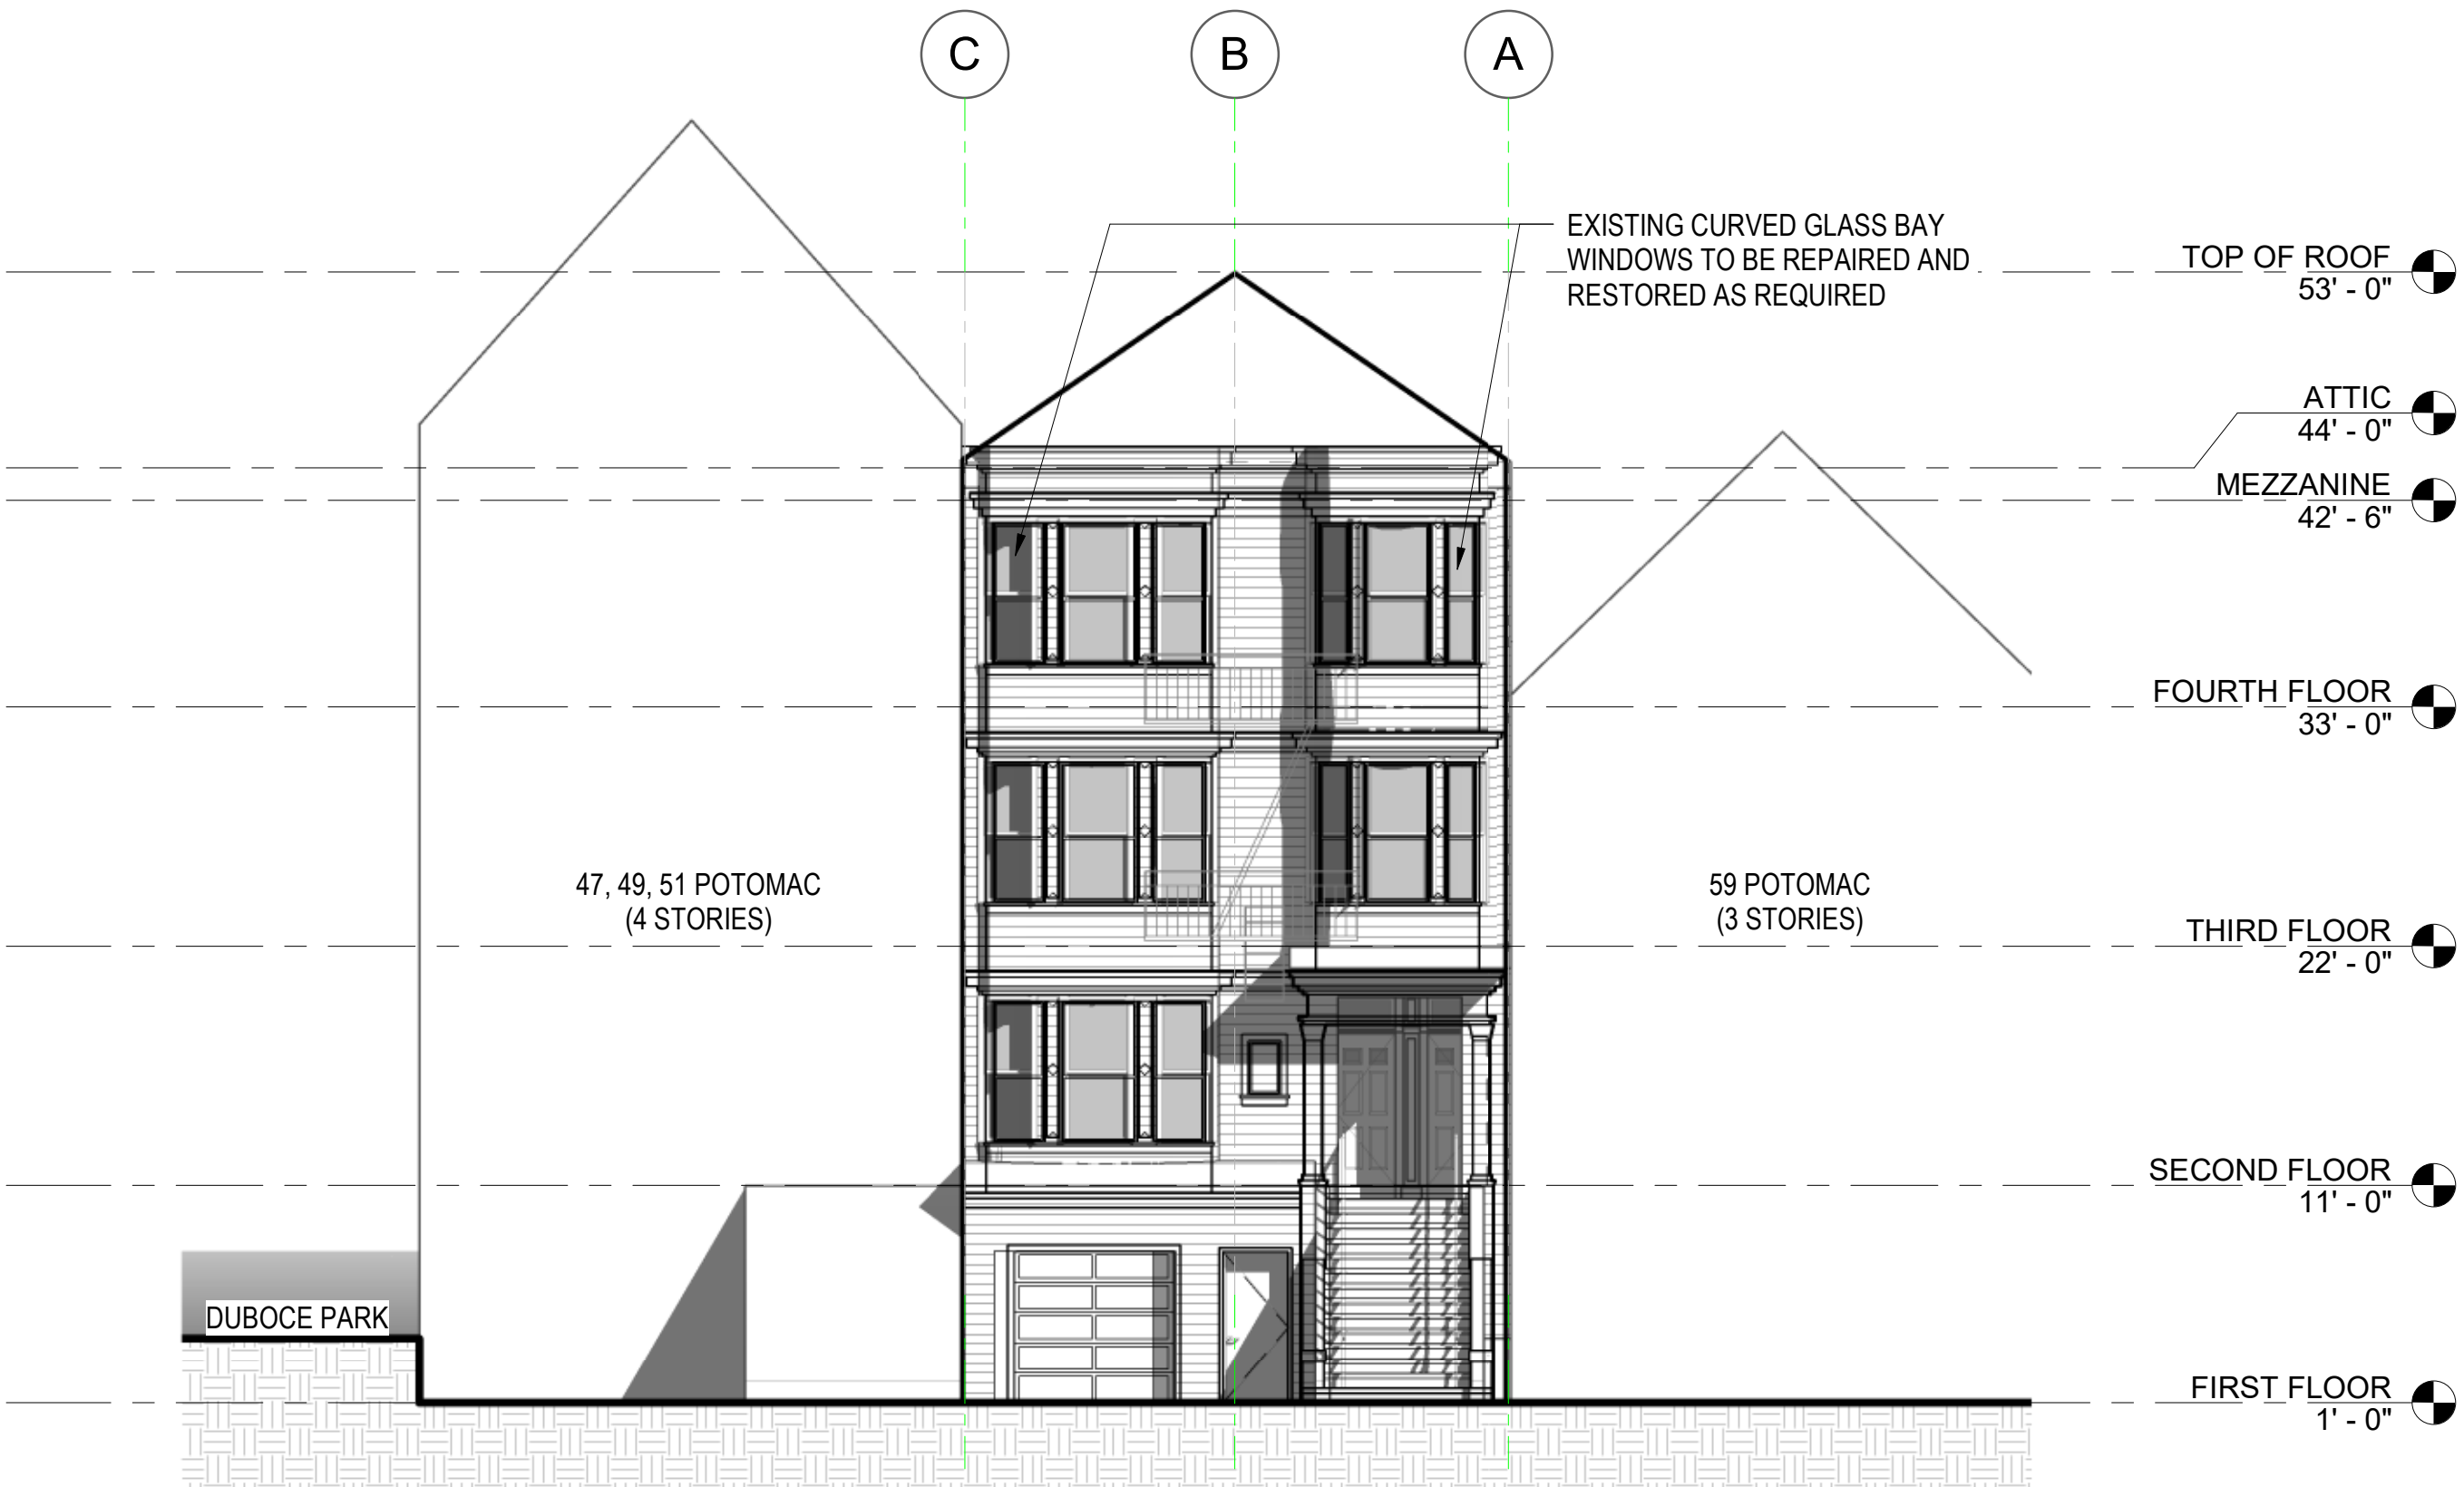 C
B
A
EXISTING CURVED GLASS BAY
WINDOWS TO BE REPAIRED AND
RESTORED AS REQUIRED
TOP OF ROOF
53' - 0"
ATTIC
44' - 0"
MEZZANINE
42' - 6"
FOURTH FLOOR
33' - 0"
47, 49, 51 POTOMAC
(4 STORIES)
59 POTOMAC
(3 STORIES)
THIRD FLOOR
22' - 0"
SECOND FLOOR
11' - 0"
DUBOCE PARK
FIRST FLOOR
1' - 0"